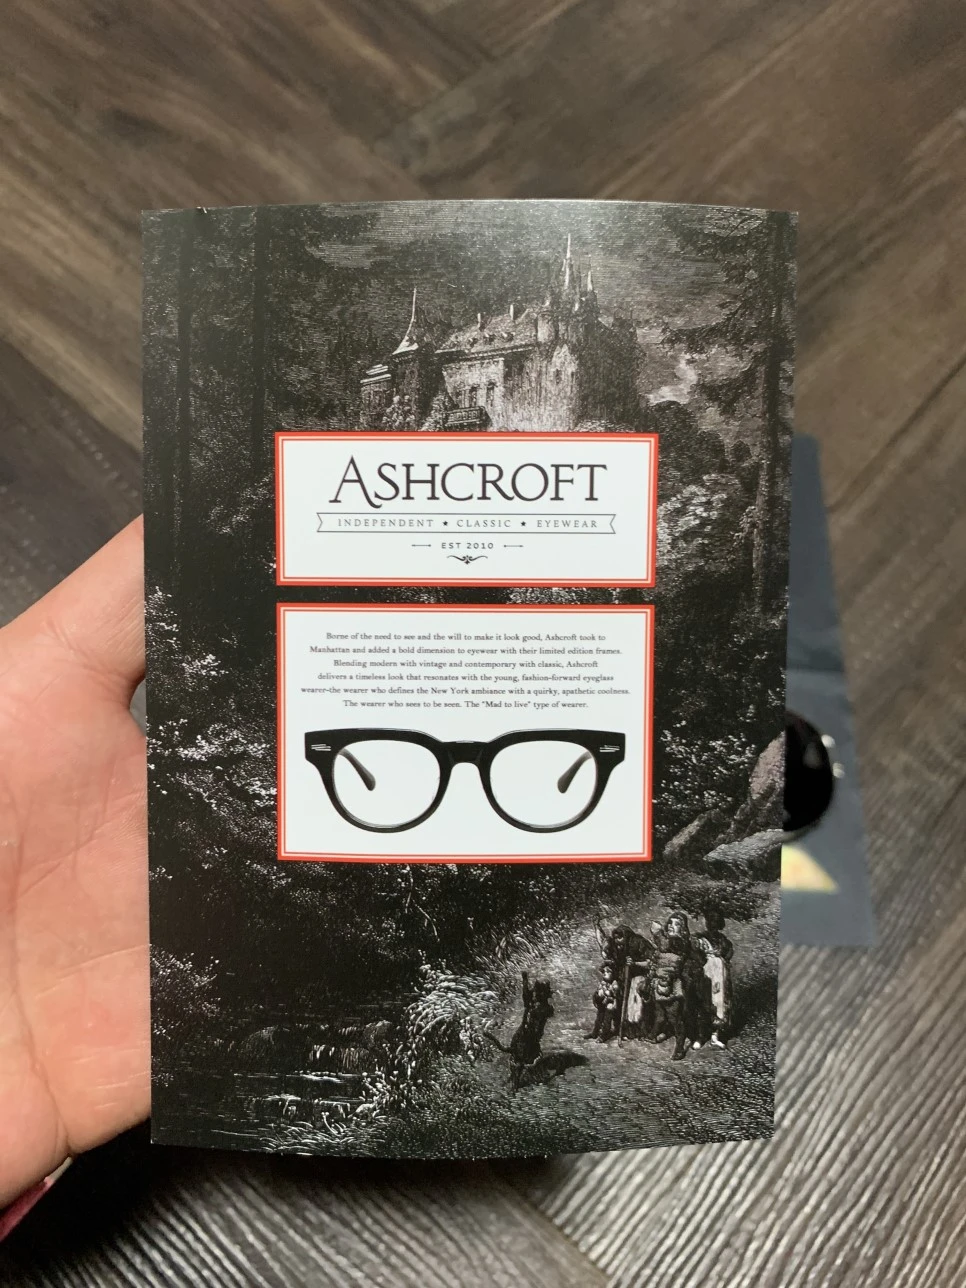 ASHCROFT
INDEPENDENT ★ CLASSIC ★ EYEWEAR
EST 2010
Borne of the need to see and the will to make it look good, Ashcroft took to
Manhattan and added a bold dimension to eyewear with their limited edition frames.
Blending modern with vintage and contemporary with classic, Ashcroft
delivers a timeless look that resonates with the young, fashion-forward eyeglass
wearer-the wearer who defines the New York ambiance with a quirky, apathetic coolness.
The wearer who sees to be seen. The "Mad to live" type of wearer.